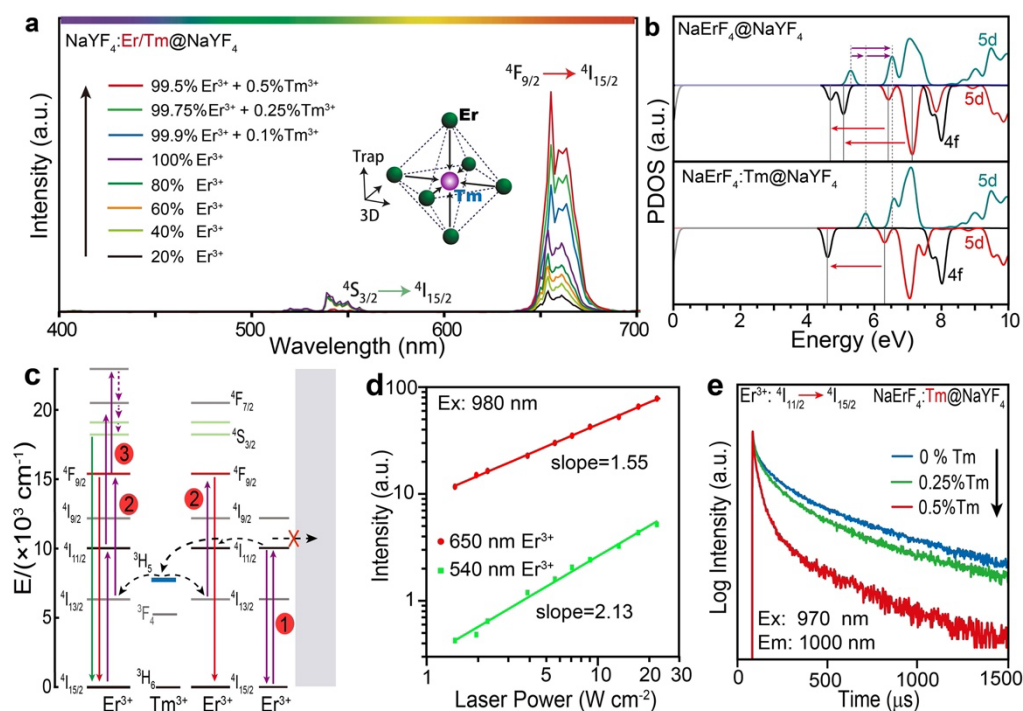 a
NaYF₄:Er/Tm@NaYF₄
99.5%Er³⁺ + 0.5%Tm³⁺
99.75%Er³⁺ + 0.25%Tm³⁺
99.9%Er³⁺ + 0.1%Tm³⁺
100% Er³⁺
80% Er³⁺
60% Er³⁺
40% Er³⁺
20% Er³⁺
Er
Trap
3D
Tm
⁴F₉/₂ ⁴I₁₅/₂
⁴S₃/₂ ⁴I₁₅/₂
Intensity (a.u.)
400 500 600 700
Wavelength (nm)
b
NaErF₄@NaYF₄
5d
5d
4f
NaErF₄:Tm@NaYF₄
5d
5d
4f
PDOS (a.u.)
0 2 4 6 8 10
Energy (eV)
c
E/(×10³ cm⁻¹)
20
15
10
5
0
⁴F₇/₂
⁴S₃/₂
3
⁴F₉/₂ ⁴F₉/₂
2 2
⁴I₉/₂ ⁴I₉/₂
⁴I₁₁/₂ ⁴I₁₁/₂
³H₅
⁴I₁₃/₂ ⁴I₁₃/₂
³F₄
1
⁴I₁₅/₂ ³H₆ ⁴I₁₅/₂
Er³⁺ Tm³⁺ Er³⁺ Er³⁺
d
Ex: 980 nm
slope=1.55
650 nm Er³⁺
540 nm Er³⁺
slope=2.13
Intensity (a.u.)
100
10
1
1 10 20 30
Laser Power (W cm⁻²)
e
Er³⁺: ⁴I₁₁/₂ ⁴I₁₅/₂ NaErF₄:Tm@NaYF₄
0 % Tm
0.25%Tm
0.5%Tm
Ex: 970 nm
Em: 1000 nm
Log Intensity (a.u.)
0 500 1000 1500
Time (μs)